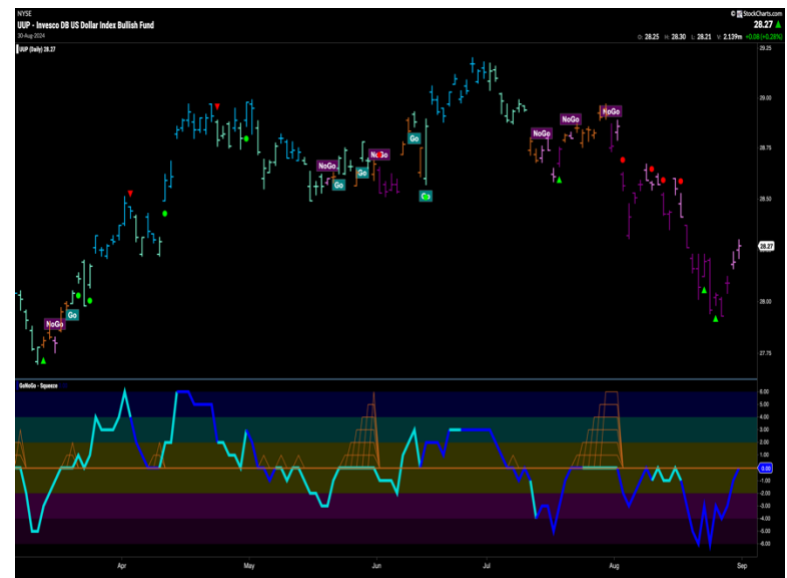 NYSE
© StockCharts.com
UUP - Invesco DB US Dollar Index Bullish Fund
28.27
30-Aug-2024
O: 28.25 H: 28.30 L: 28.21 V: 2.139m +0.08 (+0.28%)
UUP (Daily) 28.27
29.25
29.00
NoGo
NoGo
Go
28.75
NoGo
NoGo
Go
Go
Go
28.50
28.27
28.00
Go
NoGo
27.75
GoNoGo - Squeeze
6.00
5.00
4.00
3.00
2.00
1.00
0.00
-1.00
-2.00
-3.00
-4.00
-5.00
-6.00
Apr
May
Jun
Jul
Aug
Sep